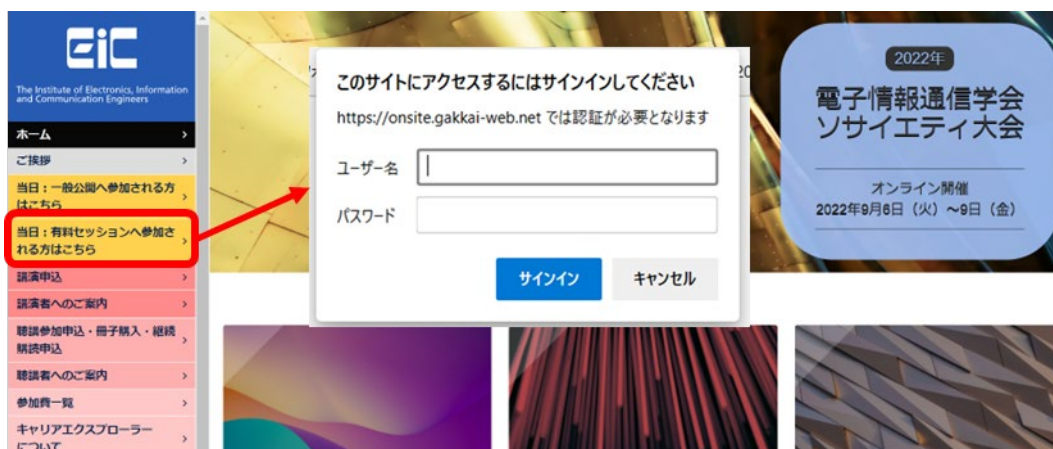 EiC
The Institute of Electronics, Information
and Communication Engineers
ホーム
ご挨拶
当日：一般公開へ参加される方
はこちら
当日：有料セッションへ参加さ
れる方はこちら
講演申込
講演者へのご案内
聴講参加申込・冊子購入・継続
購読申込
聴講者へのご案内
参加費一覧
キャリアエクスプローラー
について
このサイトにアクセスするにはサインインしてください
https://onsite.gakkai-web.net では認証が必要となります
ユーザー名
パスワード
サインイン
キャンセル
2022年
電子情報通信学会
ソサイエティ大会
オンライン開催
2022年9月6日（火）～9日（金）